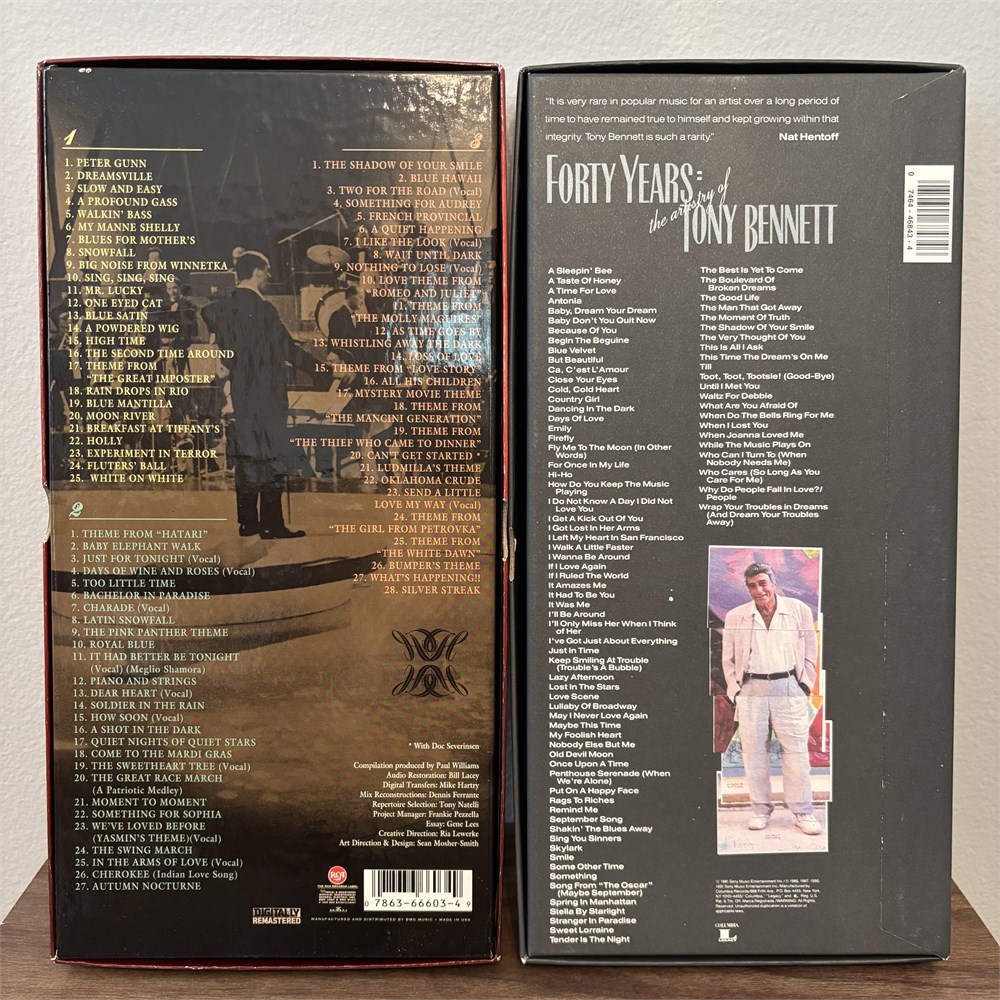 1
1. PETER GUNN
2. DREAMSVILLE
3. SLOW AND EASY
4. A PROFOUND GASS
5. WALKIN' BASS
6. MY MANNE SHELLY
7. BLUES FOR MOTHER'S
8. SNOWFALL
9. BIG NOISE FROM WINNETKA
10. SING, SING, SING
11. MR. LUCKY
12. ONE EYED CAT
13. BLUE SATIN
14. A POWDERED WIG
15. HIGH TIME
16. THE SECOND TIME AROUND
17. THEME FROM
"THE GREAT IMPOSTER"
18. RAIN DROPS IN RIO
19. BLUE MANTILLA
20. MOON RIVER
21. BREAKFAST AT TIFFANY'S
22. HOLLY
23. EXPERIMENT IN TERROR
24. FLUTERS' BALL
25. WHITE ON WHITE
2
1. THEME FROM "HATARI"
2. BABY ELEPHANT WALK
3. JUST FOR TONIGHT (Vocal)
4. DAYS OF WINE AND ROSES (Vocal)
5. TOO LITTLE TIME
6. BACHELOR IN PARADISE
7. CHARADE (Vocal)
8. LATIN SNOWFALL
9. THE PINK PANTHER THEME
10. ROYAL BLUE
11. IT HAD BETTER BE TONIGHT
(Vocal) (Meglio Shamora)
12. PIANO AND STRINGS
13. DEAR HEART (Vocal)
14. SOLDIER IN THE RAIN
15. HOW SOON (Vocal)
16. A SHOT IN THE DARK
17. QUIET NIGHTS OF QUIET STARS
18. COME TO THE MARDI GRAS
19. THE SWEETHEART TREE (Vocal)
20. THE GREAT RACE MARCH
(A Patriotic Medley)
21. MOMENT TO MOMENT
22. SOMETHING FOR SOPHIA
23. WE'VE LOVED BEFORE
(YASMIN'S THEME)(Vocal)
24. THE SWING MARCH
25. IN THE ARMS OF LOVE (Vocal)
26. CHEROKEE (Indian Love Song)
27. AUTUMN NOCTURNE
3
1. THE SHADOW OF YOUR SMILE
2. BLUE HAWAII
3. TWO FOR THE ROAD (Vocal)
4. SOMETHING FOR AUDREY
5. FRENCH PROVINCIAL
6. A QUIET HAPPENING
7. I LIKE THE LOOK (Vocal)
8. WAIT UNTIL DARK
9. NOTHING TO LOSE (Vocal)
10. LOVE THEME FROM
"ROMEO AND JULIET"
11. THEME FROM
"THE MOLLY MAGUIRES"
12. AS TIME GOES BY
13. WHISTLING AWAY THE DARK
14. LOSS OF LOVE
15. THEME FROM "LOVE STORY"
16. ALL HIS CHILDREN
17. MYSTERY MOVIE THEME
18. THEME FROM
"THE MANCINI GENERATION"
19. THEME FROM
"THE THIEF WHO CAME TO DINNER"
20. CAN'T GET STARTED *
21. LUDMILLA'S THEME
22. OKLAHOMA CRUDE
23. SEND A LITTLE
LOVE MY WAY (Vocal)
24. THEME FROM
"THE GIRL FROM PETROVKA"
25. THEME FROM
"THE WHITE DAWN"
26. BUMPER'S THEME
27. WHAT'S HAPPENING!!
28. SILVER STREAK
* With Doc Severinsen
Compilation produced by Paul Williams
Audio Restoration: Bill Lacey
Digital Transfers: Mike Hartry
Mix Reconstructions: Dennis Ferrante
Repertoire Selection: Tony Natelli
Project Manager: Frankie Pezzella
Essay: Gene Lees
Creative Direction: Ria Lewerke
Art Direction & Design: Sean Mosher-Smith
DIGITALLY
REMASTERED
RCA
THE RCA RECORDS LABEL
0 7863-66603-4 9
MANUFACTURED AND DISTRIBUTED BY BMG MUSIC • MADE IN USA
"It is very rare in popular music for an artist over a long period of
time to have remained true to himself and kept growing within that
integrity. Tony Bennett is such a rarity." Nat Hentoff
FORTY YEARS:
the artistry of
TONY BENNETT
0 7464-46843-4
A Sleepin' Bee
A Taste Of Honey
A Time For Love
Antonia
Baby, Dream Your Dream
Baby Don't You Quit Now
Because Of You
Begin The Beguine
Blue Velvet
But Beautiful
Ca, C'est L'Amour
Close Your Eyes
Cold, Cold Heart
Country Girl
Dancing In The Dark
Days Of Love
Emily
Firefly
Fly Me To The Moon (In Other
Words)
For Once In My Life
Hi-Ho
How Do You Keep The Music
Playing
I Do Not Know A Day I Did Not
Love You
I Get A Kick Out Of You
I Got Lost In Her Arms
I Left My Heart In San Francisco
I Walk A Little Faster
I Wanna Be Around
If I Love Again
If I Ruled The World
It Amazes Me
It Had To Be You
It Was Me
I'll Be Around
I'll Only Miss Her When I Think
of Her
I've Got Just About Everything
Just In Time
Keep Smiling At Trouble
(Trouble's A Bubble)
Lazy Afternoon
Lost In The Stars
Love Scene
Lullaby Of Broadway
May I Never Love Again
Maybe This Time
My Foolish Heart
Nobody Else But Me
Old Devil Moon
Once Upon A Time
Penthouse Serenade (When
We're Alone)
Put On A Happy Face
Rags To Riches
Remind Me
September Song
Shakin' The Blues Away
Sing You Sinners
Skylark
Smile
Some Other Time
Something
Song From "The Oscar"
(Maybe September)
Spring In Manhattan
Stella By Starlight
Stranger In Paradise
Sweet Lorraine
Tender Is The Night
The Best Is Yet To Come
The Boulevard Of
Broken Dreams
The Good Life
The Man That Got Away
The Moment Of Truth
The Shadow Of Your Smile
The Very Thought Of You
This Is All I Ask
This Time The Dream's On Me
Till
Toot, Toot, Tootsie! (Good-Bye)
Until I Met You
Waltz For Debbie
What Are You Afraid Of
When Do The Bells Ring For Me
When I Lost You
When Joanna Loved Me
While The Music Plays On
Who Can I Turn To (When
Nobody Needs Me)
Who Cares (So Long As You
Care For Me)
Why Do People Fall In Love?/
People
Wrap Your Troubles in Dreams
(And Dream Your Troubles
Away)
COLUMBIA